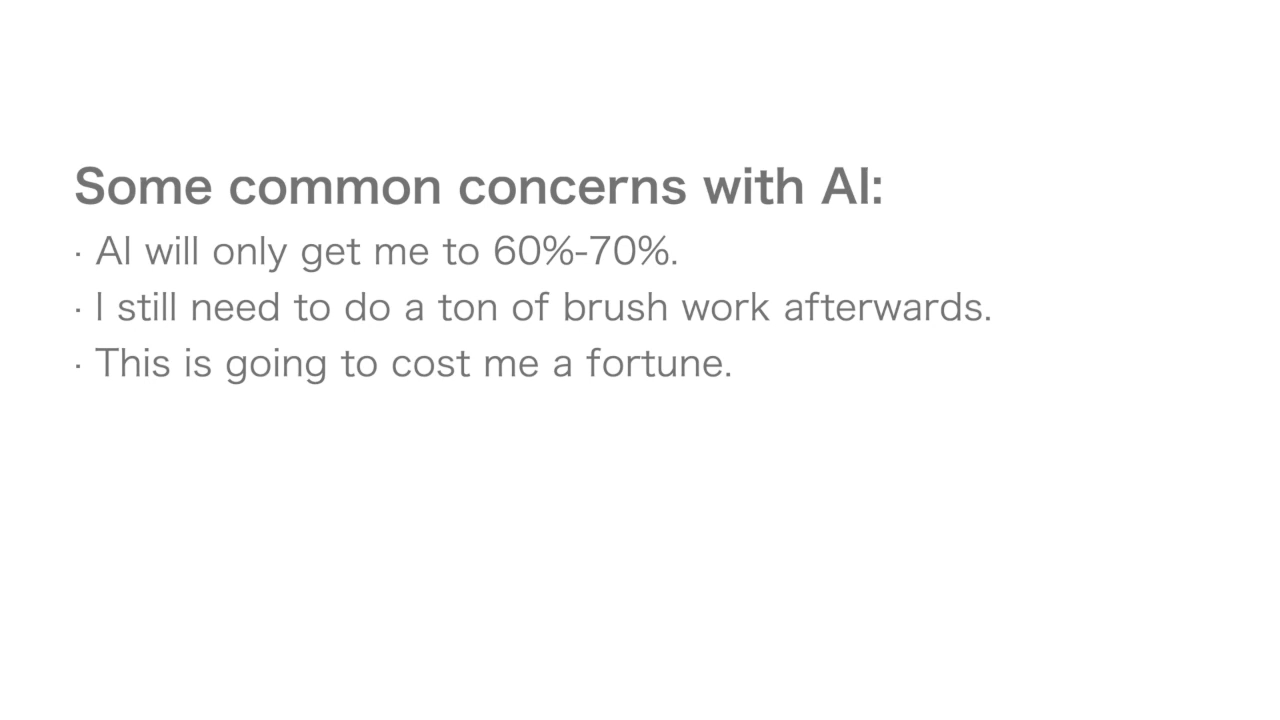 Some common concerns with AI:
· AI will only get me to 60%-70%.
· I still need to do a ton of brush work afterwards.
· This is going to cost me a fortune.